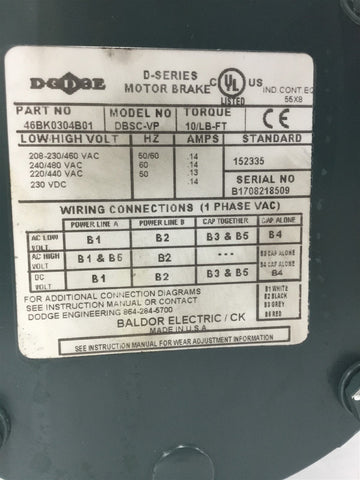 DODGE
D-SERIES
MOTOR BRAKE
C UL US
LISTED
IND.CONT.EQ
55X8
PART NO MODEL NO TORQUE
46BK0304B01 DBSC-VP 10/LB-FT CE
LOW/HIGH VOLT HZ AMPS STANDARD
208-230/460 VAC 50/60 .14 152335
240/480 VAC 60 .14
220/440 VAC 50 .13 SERIAL NO
230 VDC .14 B1708218509
WIRING CONNECTIONS (1 PHASE VAC)
POWER LINE A POWER LINE B CAP TOGETHER CAP ALONE
AC LOW VOLT B1 B2 B3 & B5 B4
AC HIGH VOLT B1 & B5 B2 --- B3 CAP ALONE
B4 CAP ALONE
DC VOLT B1 B2 B3 & B5 B4
FOR ADDITIONAL CONNECTION DIAGRAMS
SEE INSTRUCTION MANUAL OR CONTACT
DODGE ENGINEERING 864-284-5700
B1 WHITE
B2 BLACK
B3 GREY
B5 RED
BALDOR ELECTRIC / CK
MADE IN U.S.A.
SEE INSTRUCTION MANUAL FOR WEAR ADJUSTMENT INFORMATION